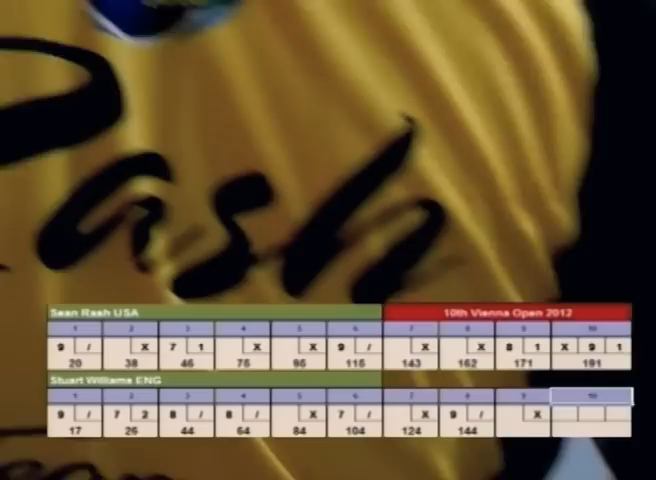 Rash
Sean Rash USA 10th Vienna Open 2012
1 2 3 4 5 6 7 8 9 10
9 / X 7 1 X X 9 / X X 8 1 X 9 1
20 38 46 75 95 115 143 162 171 191
Stuart Williams ENG
1 2 3 4 5 6 7 8 9 10
9 / 7 2 8 / 8 / X 7 / X 9 / X
17 26 44 64 84 104 124 144